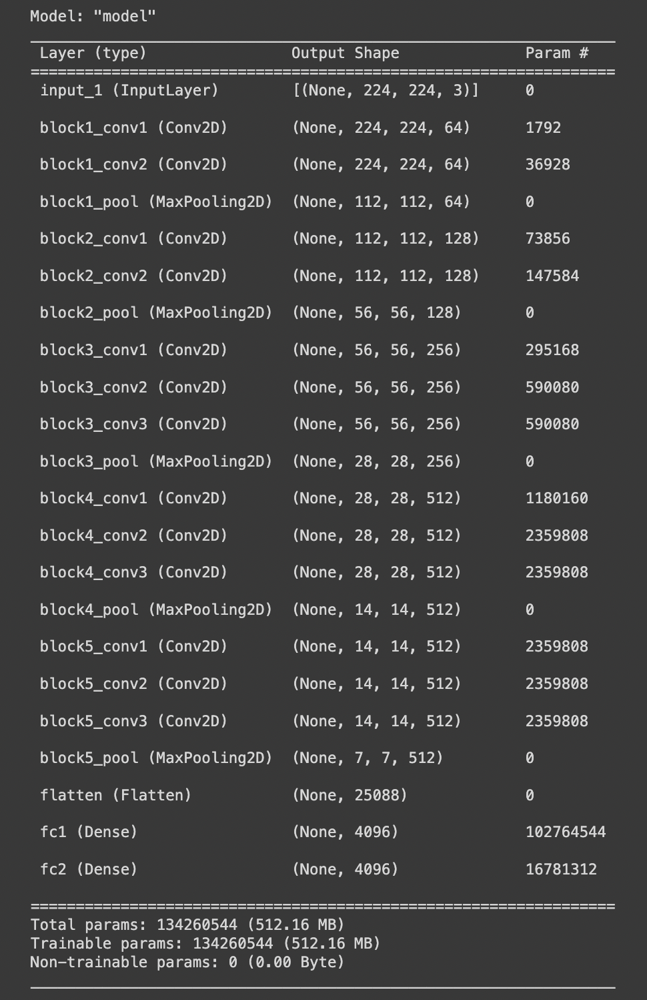 Model: "model"
Layer (type) Output Shape Param #
=================================================================
input_1 (InputLayer) [(None, 224, 224, 3)] 0
block1_conv1 (Conv2D) (None, 224, 224, 64) 1792
block1_conv2 (Conv2D) (None, 224, 224, 64) 36928
block1_pool (MaxPooling2D) (None, 112, 112, 64) 0
block2_conv1 (Conv2D) (None, 112, 112, 128) 73856
block2_conv2 (Conv2D) (None, 112, 112, 128) 147584
block2_pool (MaxPooling2D) (None, 56, 56, 128) 0
block3_conv1 (Conv2D) (None, 56, 56, 256) 295168
block3_conv2 (Conv2D) (None, 56, 56, 256) 590080
block3_conv3 (Conv2D) (None, 56, 56, 256) 590080
block3_pool (MaxPooling2D) (None, 28, 28, 256) 0
block4_conv1 (Conv2D) (None, 28, 28, 512) 1180160
block4_conv2 (Conv2D) (None, 28, 28, 512) 2359808
block4_conv3 (Conv2D) (None, 28, 28, 512) 2359808
block4_pool (MaxPooling2D) (None, 14, 14, 512) 0
block5_conv1 (Conv2D) (None, 14, 14, 512) 2359808
block5_conv2 (Conv2D) (None, 14, 14, 512) 2359808
block5_conv3 (Conv2D) (None, 14, 14, 512) 2359808
block5_pool (MaxPooling2D) (None, 7, 7, 512) 0
flatten (Flatten) (None, 25088) 0
fc1 (Dense) (None, 4096) 102764544
fc2 (Dense) (None, 4096) 16781312
=================================================================
Total params: 134260544 (512.16 MB)
Trainable params: 134260544 (512.16 MB)
Non-trainable params: 0 (0.00 Byte)